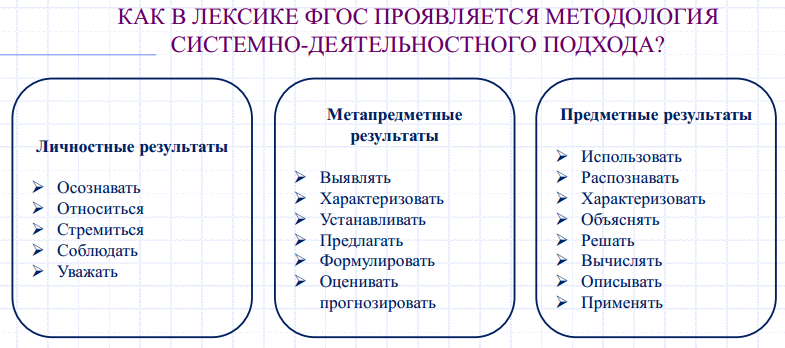 КАК В ЛЕКСИКЕ ФГОС ПРОЯВЛЯЕТСЯ МЕТОДОЛОГИЯ
СИСТЕМНО-ДЕЯТЕЛЬНОСТНОГО ПОДХОДА?
Личностные результаты
Осознавать
Относиться
Стремиться
Соблюдать
Уважать
Метапредметные
результаты
Выявлять
Характеризовать
Устанавливать
Предлагать
Формулировать
Оценивать
прогнозировать
Предметные результаты
Использовать
Распознавать
Характеризовать
Объяснять
Решать
Вычислять
Описывать
Применять